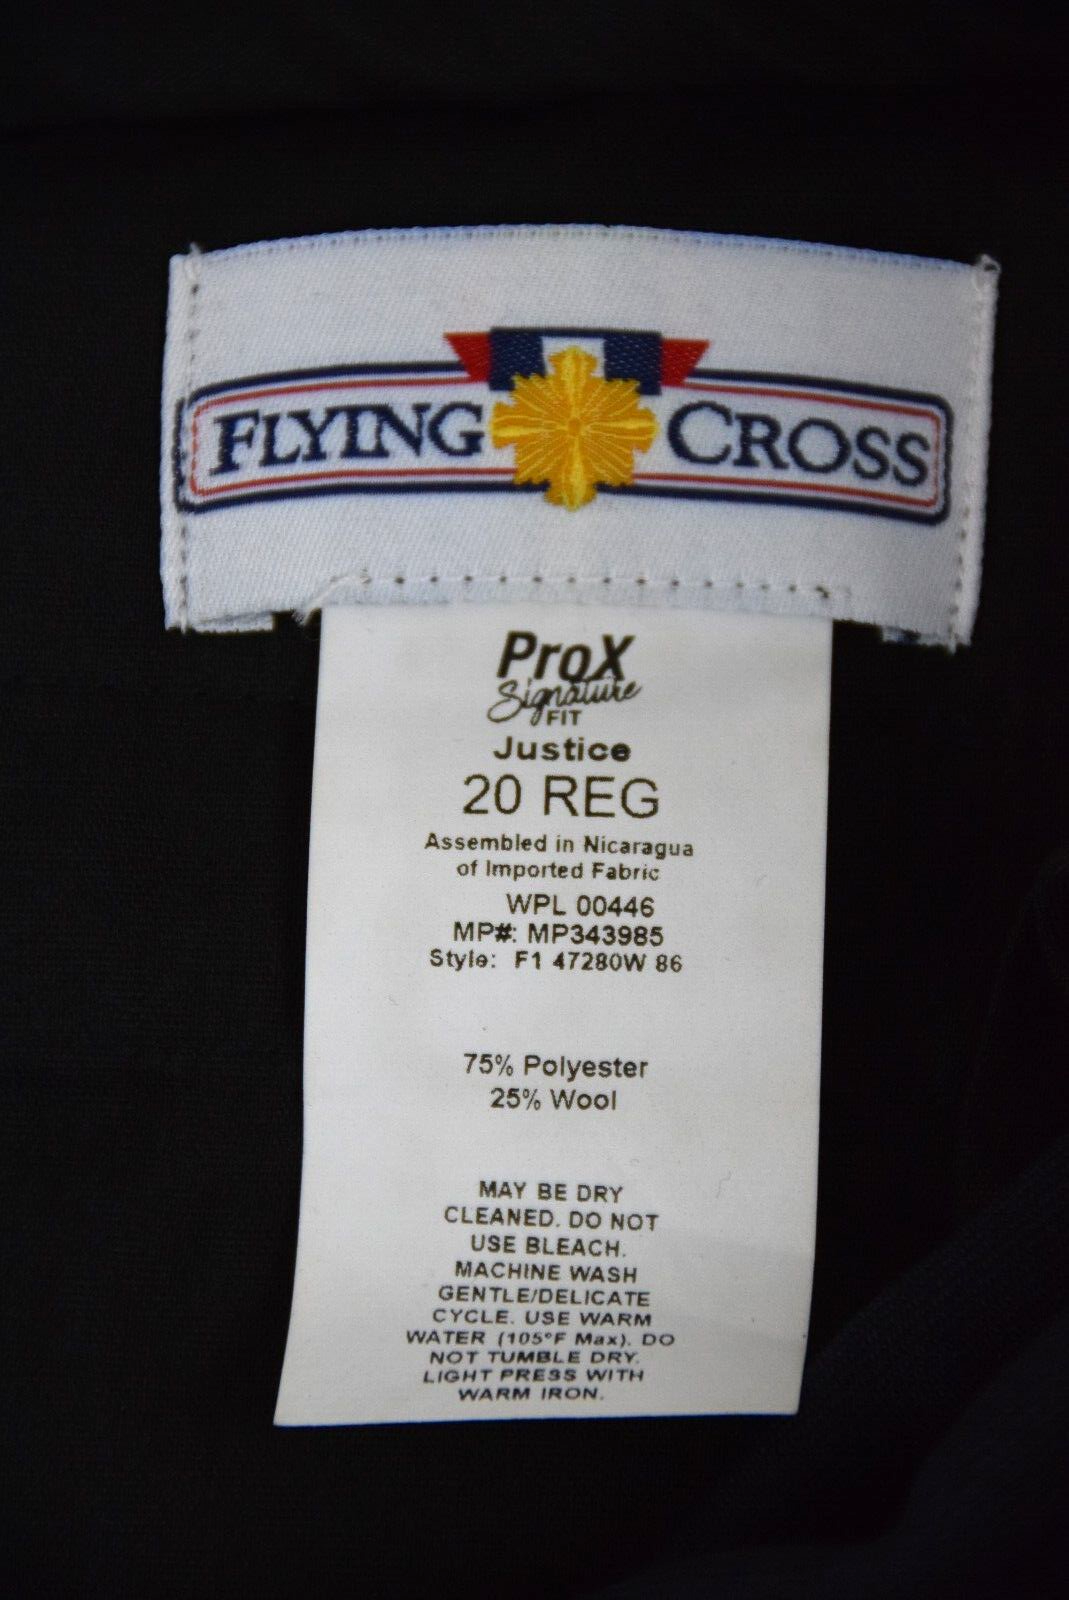 FLYING CROSS
ProX
Signature
FIT
Justice
20 REG
Assembled in Nicaragua
of Imported Fabric
WPL 00446
MP#: MP343985
Style: F1 47280W 86
75% Polyester
25% Wool
MAY BE DRY
CLEANED. DO NOT
USE BLEACH.
MACHINE WASH
GENTLE/DELICATE
CYCLE. USE WARM
WATER (105°F Max). DO
NOT TUMBLE DRY.
LIGHT PRESS WITH
WARM IRON.